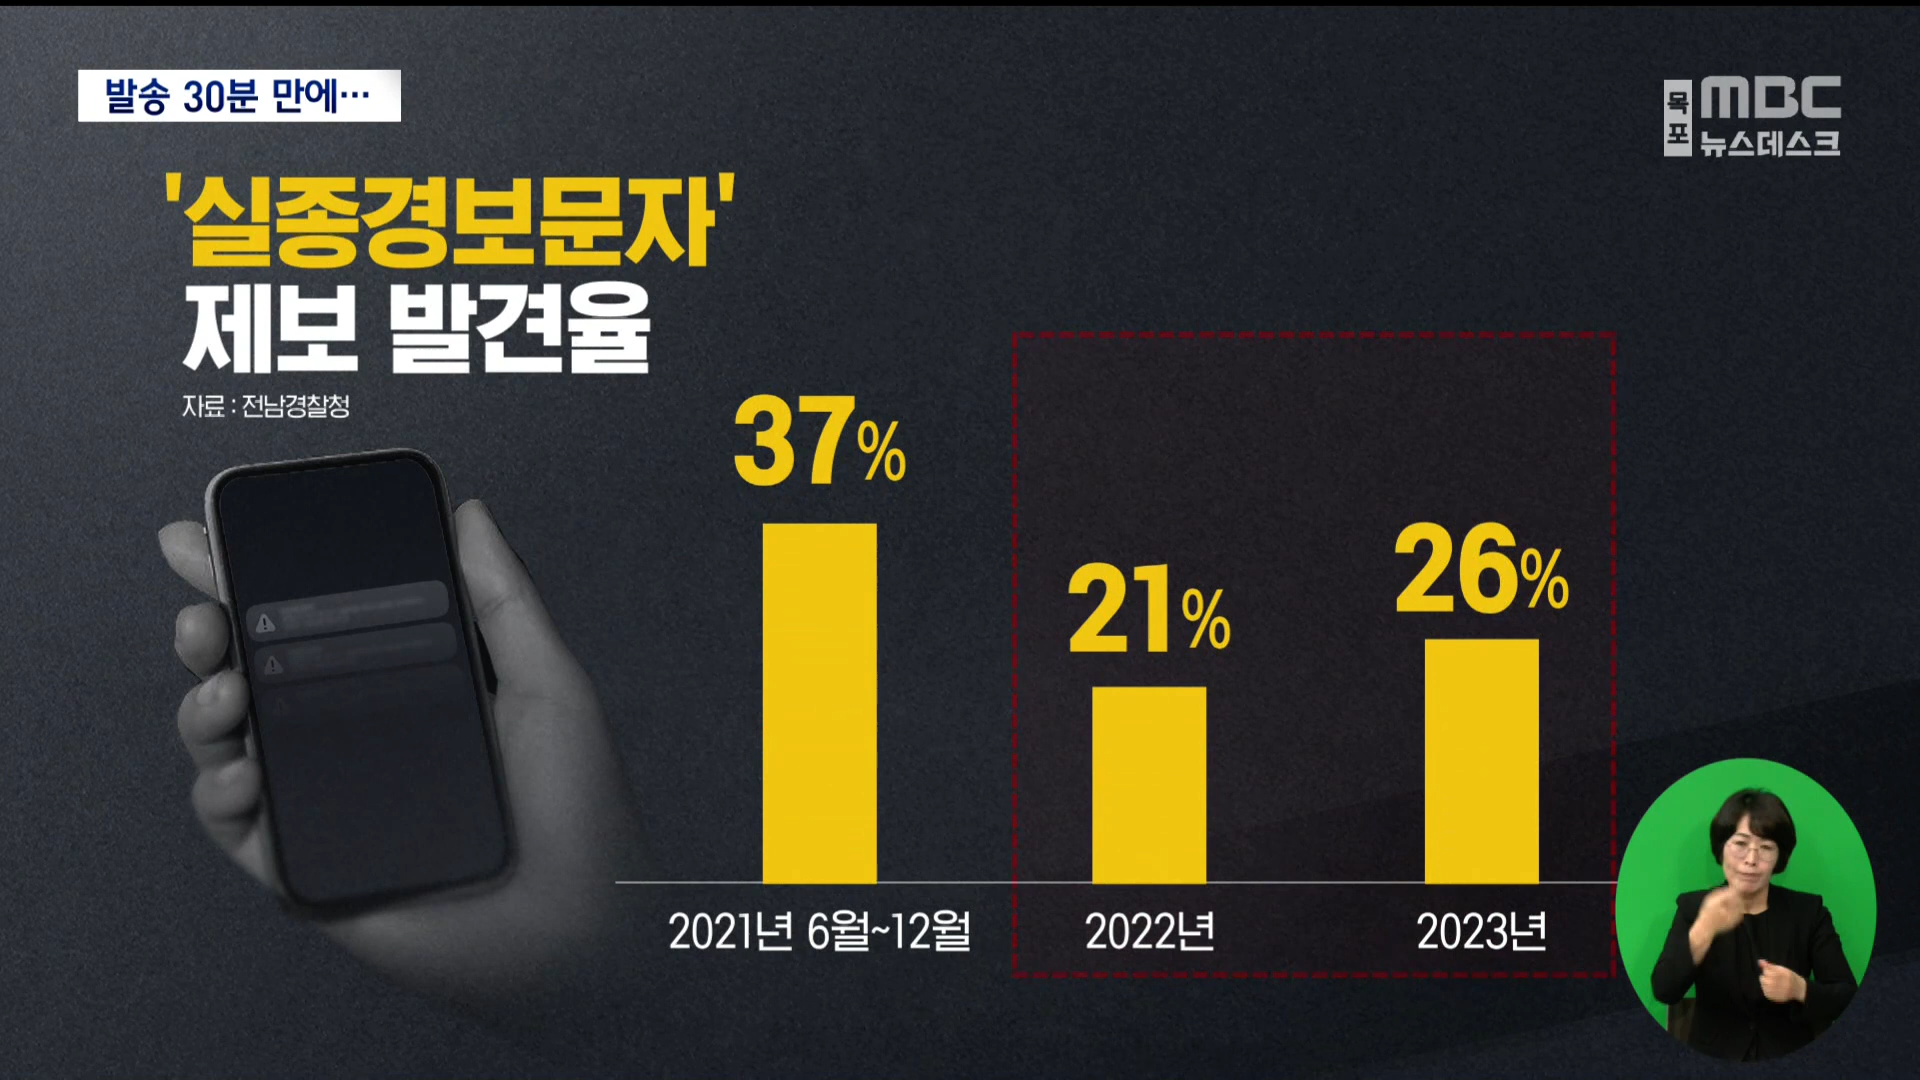 발송 30분 만에…
목포
MBC
뉴스데스크
'실종경보문자'
제보 발견율
자료 : 전남경찰청
37%
21%
26%
2021년 6월~12월
2022년
2023년